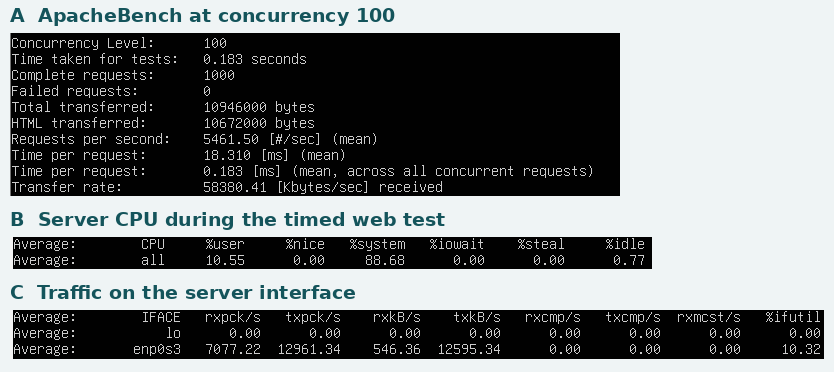 A ApacheBench at concurrency 100
Concurrency Level: 100
Time taken for tests: 0.183 seconds
Complete requests: 1000
Failed requests: 0
Total transferred: 10946000 bytes
HTML transferred: 10672000 bytes
Requests per second: 5461.50 [#/sec] (mean)
Time per request: 18.310 [ms] (mean)
Time per request: 0.183 [ms] (mean, across all concurrent requests)
Transfer rate: 58380.41 [Kbytes/sec] received
B Server CPU during the timed web test
Average: CPU %user %nice %system %iowait %steal %idle
Average: all 10.55 0.00 88.68 0.00 0.00 0.77
C Traffic on the server interface
Average: IFACE rxpck/s txpck/s rxkB/s txkB/s rxcmp/s txcmp/s rxmcst/s %ifutil
Average: lo 0.00 0.00 0.00 0.00 0.00 0.00 0.00 0.00
Average: enp0s3 7077.22 12961.34 546.36 12595.34 0.00 0.00 0.00 10.32